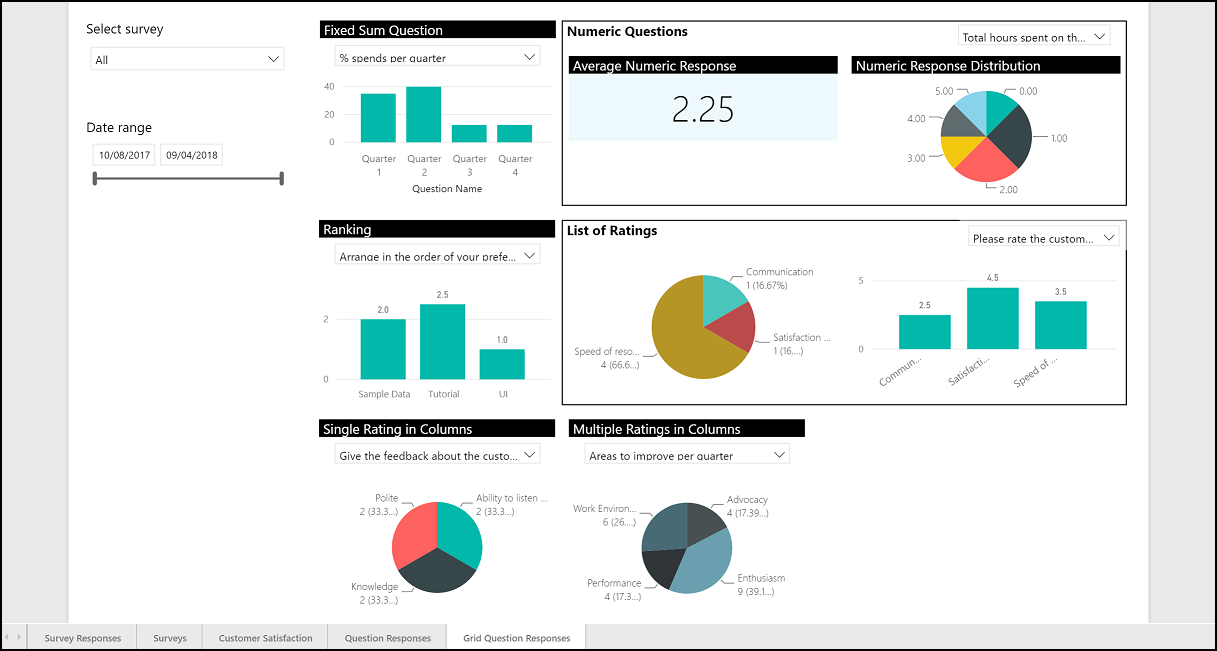 Select survey
All
Date range
10/08/2017 09/04/2018
Fixed Sum Question
% spends per quarter
40
20
0
Quarter 1
Quarter 2
Quarter 3
Quarter 4
Question Name
Numeric Questions
Total hours spent on th...
Average Numeric Response
2.25
Numeric Response Distribution
5.00
0.00
4.00
1.00
3.00
2.00
Ranking
Arrange in the order of your prefe...
2
0
2.0
2.5
1.0
Sample Data
Tutorial
UI
List of Ratings
Please rate the custom...
Communication
1 (16.67%)
Satisfaction ...
1 (16....)
Speed of reso...
4 (66.6...)
5
0
2.5
4.5
3.5
Commun...
Satisfacti...
Speed of ...
Single Rating in Columns
Give the feedback about the custo...
Polite
2 (33.3...)
Ability to listen ...
2 (33.3...)
Knowledge
2 (33.3...)
Multiple Ratings in Columns
Areas to improve per quarter
Work Environ...
6 (26....)
Advocacy
4 (17.39...)
Performance
4 (17.3...)
Enthusiasm
9 (39.1...)
Survey Responses
Surveys
Customer Satisfaction
Question Responses
Grid Question Responses